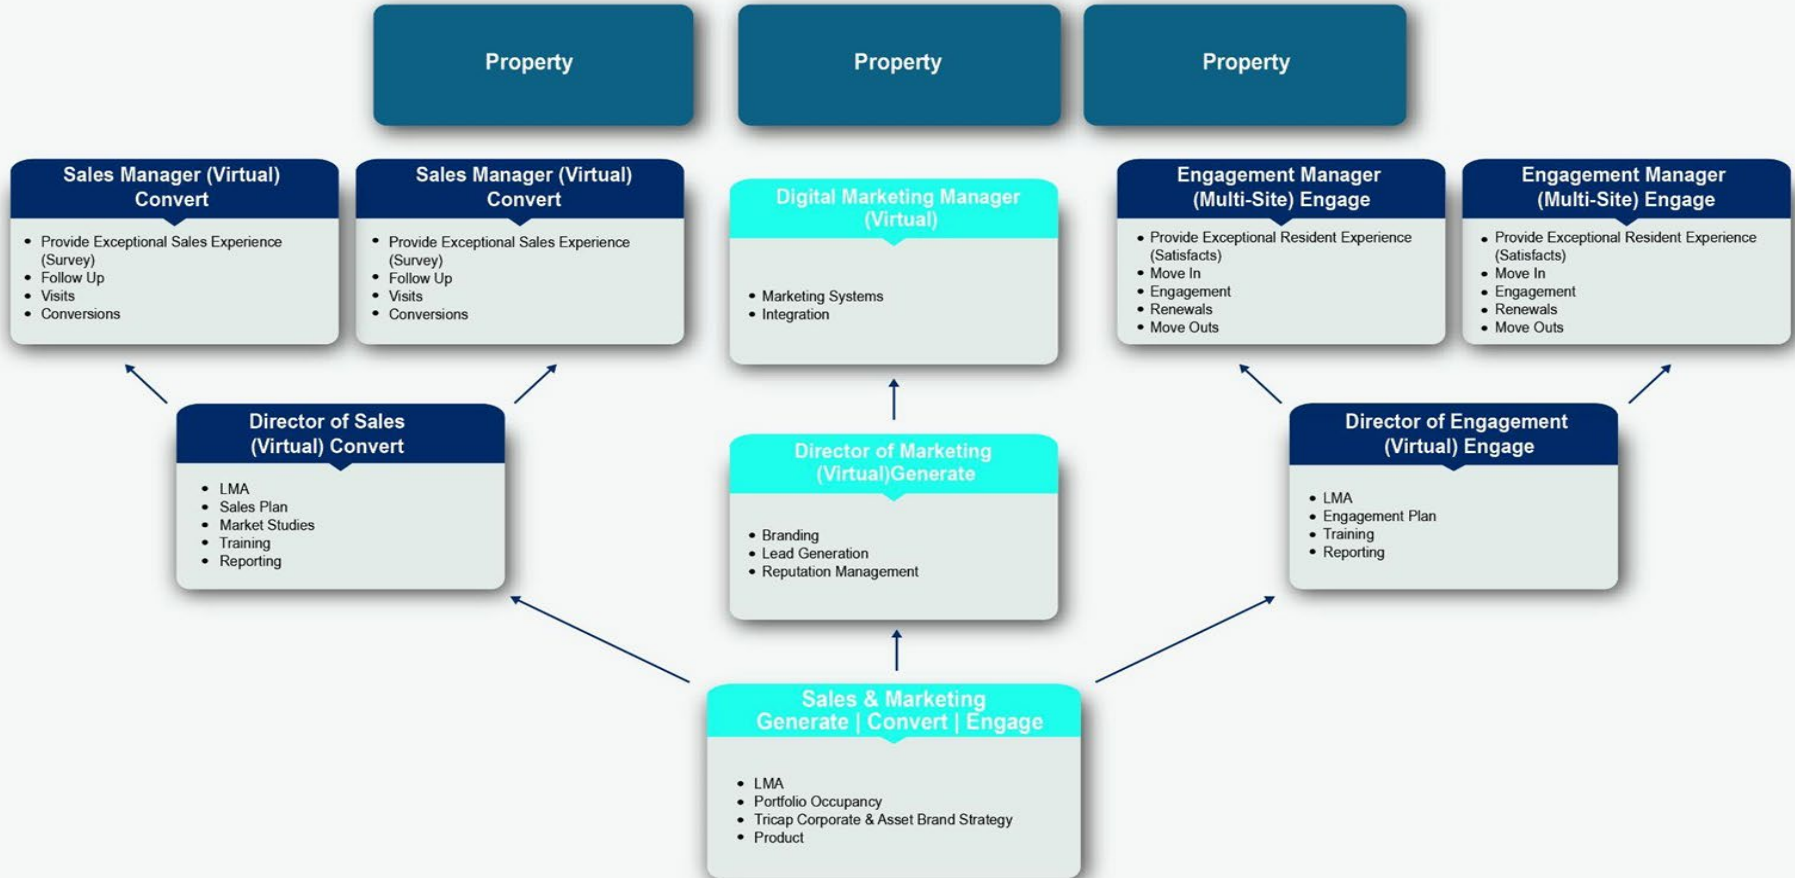 Property
Property
Property
Sales Manager (Virtual)
Convert
• Provide Exceptional Sales Experience
(Survey)
• Follow Up
• Visits
• Conversions
Sales Manager (Virtual)
Convert
• Provide Exceptional Sales Experience
(Survey)
• Follow Up
• Visits
• Conversions
Digital Marketing Manager
(Virtual)
• Marketing Systems
• Integration
Engagement Manager
(Multi-Site) Engage
• Provide Exceptional Resident Experience
(Satisfacts)
• Move In
• Engagement
• Renewals
• Move Outs
Engagement Manager
(Multi-Site) Engage
• Provide Exceptional Resident Experience
(Satisfacts)
• Move In
• Engagement
• Renewals
• Move Outs
Director of Sales
(Virtual) Convert
• LMA
• Sales Plan
• Market Studies
• Training
• Reporting
Director of Marketing
(Virtual)Generate
• Branding
• Lead Generation
• Reputation Management
Director of Engagement
(Virtual) Engage
• LMA
• Engagement Plan
• Training
• Reporting
Sales & Marketing
Generate | Convert | Engage
• LMA
• Portfolio Occupancy
• Tricap Corporate & Asset Brand Strategy
• Product